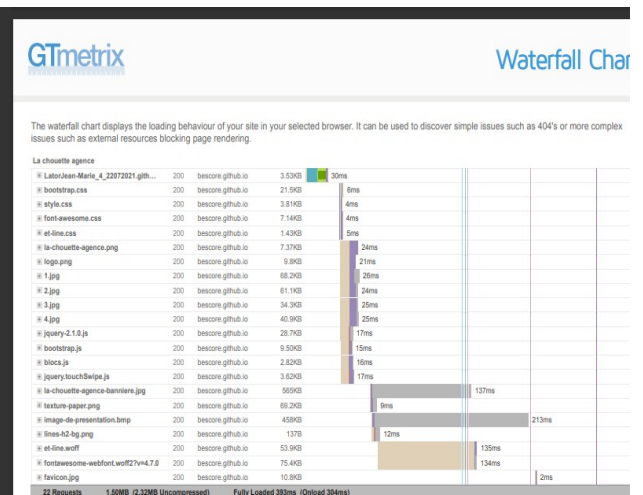 GTmetrix
Waterfall Char
The waterfall chart displays the loading behaviour of your site in your selected browser. It can be used to discover simple issues such as 404's or more complex
issues such as external resources blocking page rendering.
La chouette agence
LatorJean-Marie_4_22072021.gith... 200 bescore.github.io 3.53KB 30ms
bootstrap.css 200 bescore.github.io 21.5KB 6ms
style.css 200 bescore.github.io 3.81KB 4ms
font-awesome.css 200 bescore.github.io 7.14KB 4ms
et-line.css 200 bescore.github.io 1.43KB 5ms
la-chouette-agence.png 200 bescore.github.io 7.37KB 24ms
logo.png 200 bescore.github.io 9.8KB 21ms
1.jpg 200 bescore.github.io 68.2KB 26ms
2.jpg 200 bescore.github.io 61.1KB 24ms
3.jpg 200 bescore.github.io 34.3KB 25ms
4.jpg 200 bescore.github.io 40.9KB 25ms
jquery-2.1.0.js 200 bescore.github.io 28.7KB 17ms
bootstrap.js 200 bescore.github.io 9.50KB 15ms
blocs.js 200 bescore.github.io 2.82KB 16ms
jquery.touchSwipe.js 200 bescore.github.io 3.62KB 17ms
la-chouette-agence-banniere.jpg 200 bescore.github.io 565KB 137ms
texture-paper.png 200 bescore.github.io 69.2KB 9ms
image-de-presentation.bmp 200 bescore.github.io 458KB 213ms
lines-h2-bg.png 200 bescore.github.io 137B 12ms
et-line.woff 200 bescore.github.io 53.9KB 135ms
fontawesome-webfont.woff2?v=4.7.0 200 bescore.github.io 75.4KB 134ms
favicon.jpg 200 bescore.github.io 10.8KB 2ms
22 Requests 1.50MB (2.32MB Uncompressed) Fully Loaded 393ms (Onload 304ms)